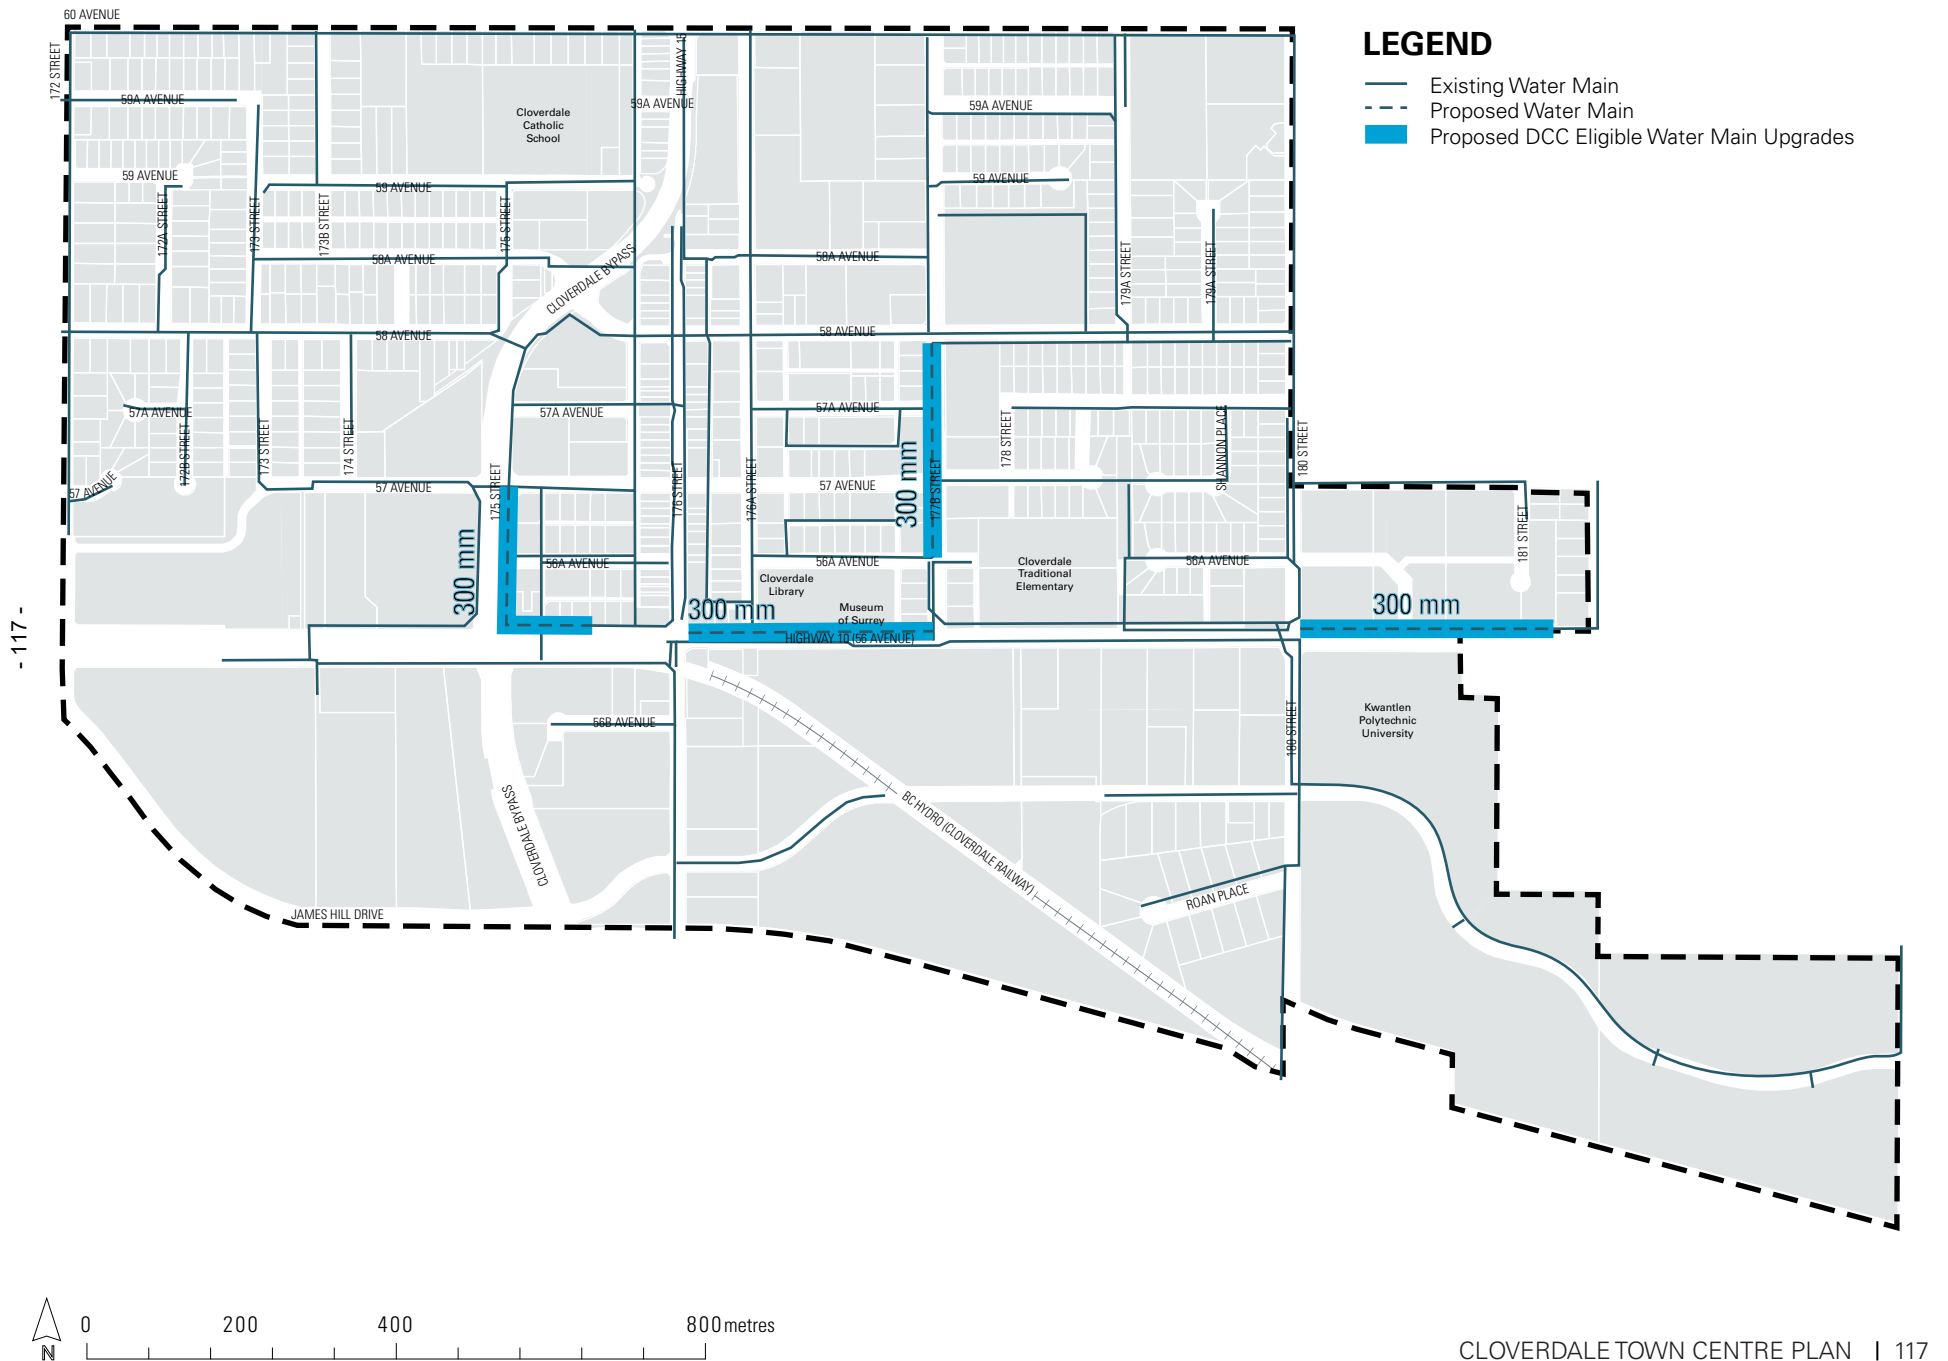 60 AVENUE
172 STREET
HIGHWAY 15
59A AVENUE
59A AVENUE
59A AVENUE
Cloverdale
Catholic
School
59 AVENUE
59 AVENUE
59 AVENUE
172A STREET
173 STREET
173B STREET
175 STREET
58A AVENUE
CLOVERDALE BYPASS
58A AVENUE
179A STREET
179A STREET
58 AVENUE
58 AVENUE
57A AVENUE
57A AVENUE
57A AVENUE
172B STREET
173 STREET
174 STREET
175 STREET
176 STREET
176A STREET
177B STREET
178 STREET
SHANNON PLACE
180 STREET
57 AVENUE
57 AVENUE
57 AVENUE
300 mm
300 mm
181 STREET
56A AVENUE
56A AVENUE
56A AVENUE
Cloverdale
Library
Cloverdale
Traditional
Elementary
Museum
of Surrey
300 mm
300 mm
HIGHWAY 10 (56 AVENUE)
56B AVENUE
180 STREET
Kwantlen
Polytechnic
University
CLOVERDALE BYPASS
BC HYDRO (CLOVERDALE RAILWAY)
ROAN PLACE
JAMES HILL DRIVE
LEGEND
Existing Water Main
Proposed Water Main
Proposed DCC Eligible Water Main Upgrades
- 117 -
N
0 200 400 800 metres
CLOVERDALE TOWN CENTRE PLAN | 117